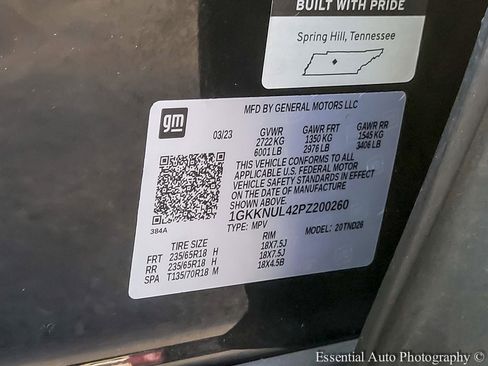 BUILT WITH PRIDE
Spring Hill, Tennessee
gm
MFD BY GENERAL MOTORS LLC
03/23
GVWR GAWR FRT GAWR RR
2722 KG 1350 KG 1545 KG
6001 LB 2976 LB 3406 LB
THIS VEHICLE CONFORMS TO ALL
APPLICABLE U.S. FEDERAL MOTOR
VEHICLE SAFETY STANDARDS IN EFFECT
ON THE DATE OF MANUFACTURE
SHOWN ABOVE.
1GKKNUL42PZ200260
TYPE: MPV MODEL: 20TND26
384A
TIRE SIZE RIM
FRT 235/65R18 H 18X7.5J
RR 235/65R18 H 18X7.5J
SPA T135/70R18 M 18X4.5B
Essential Auto Photography ©